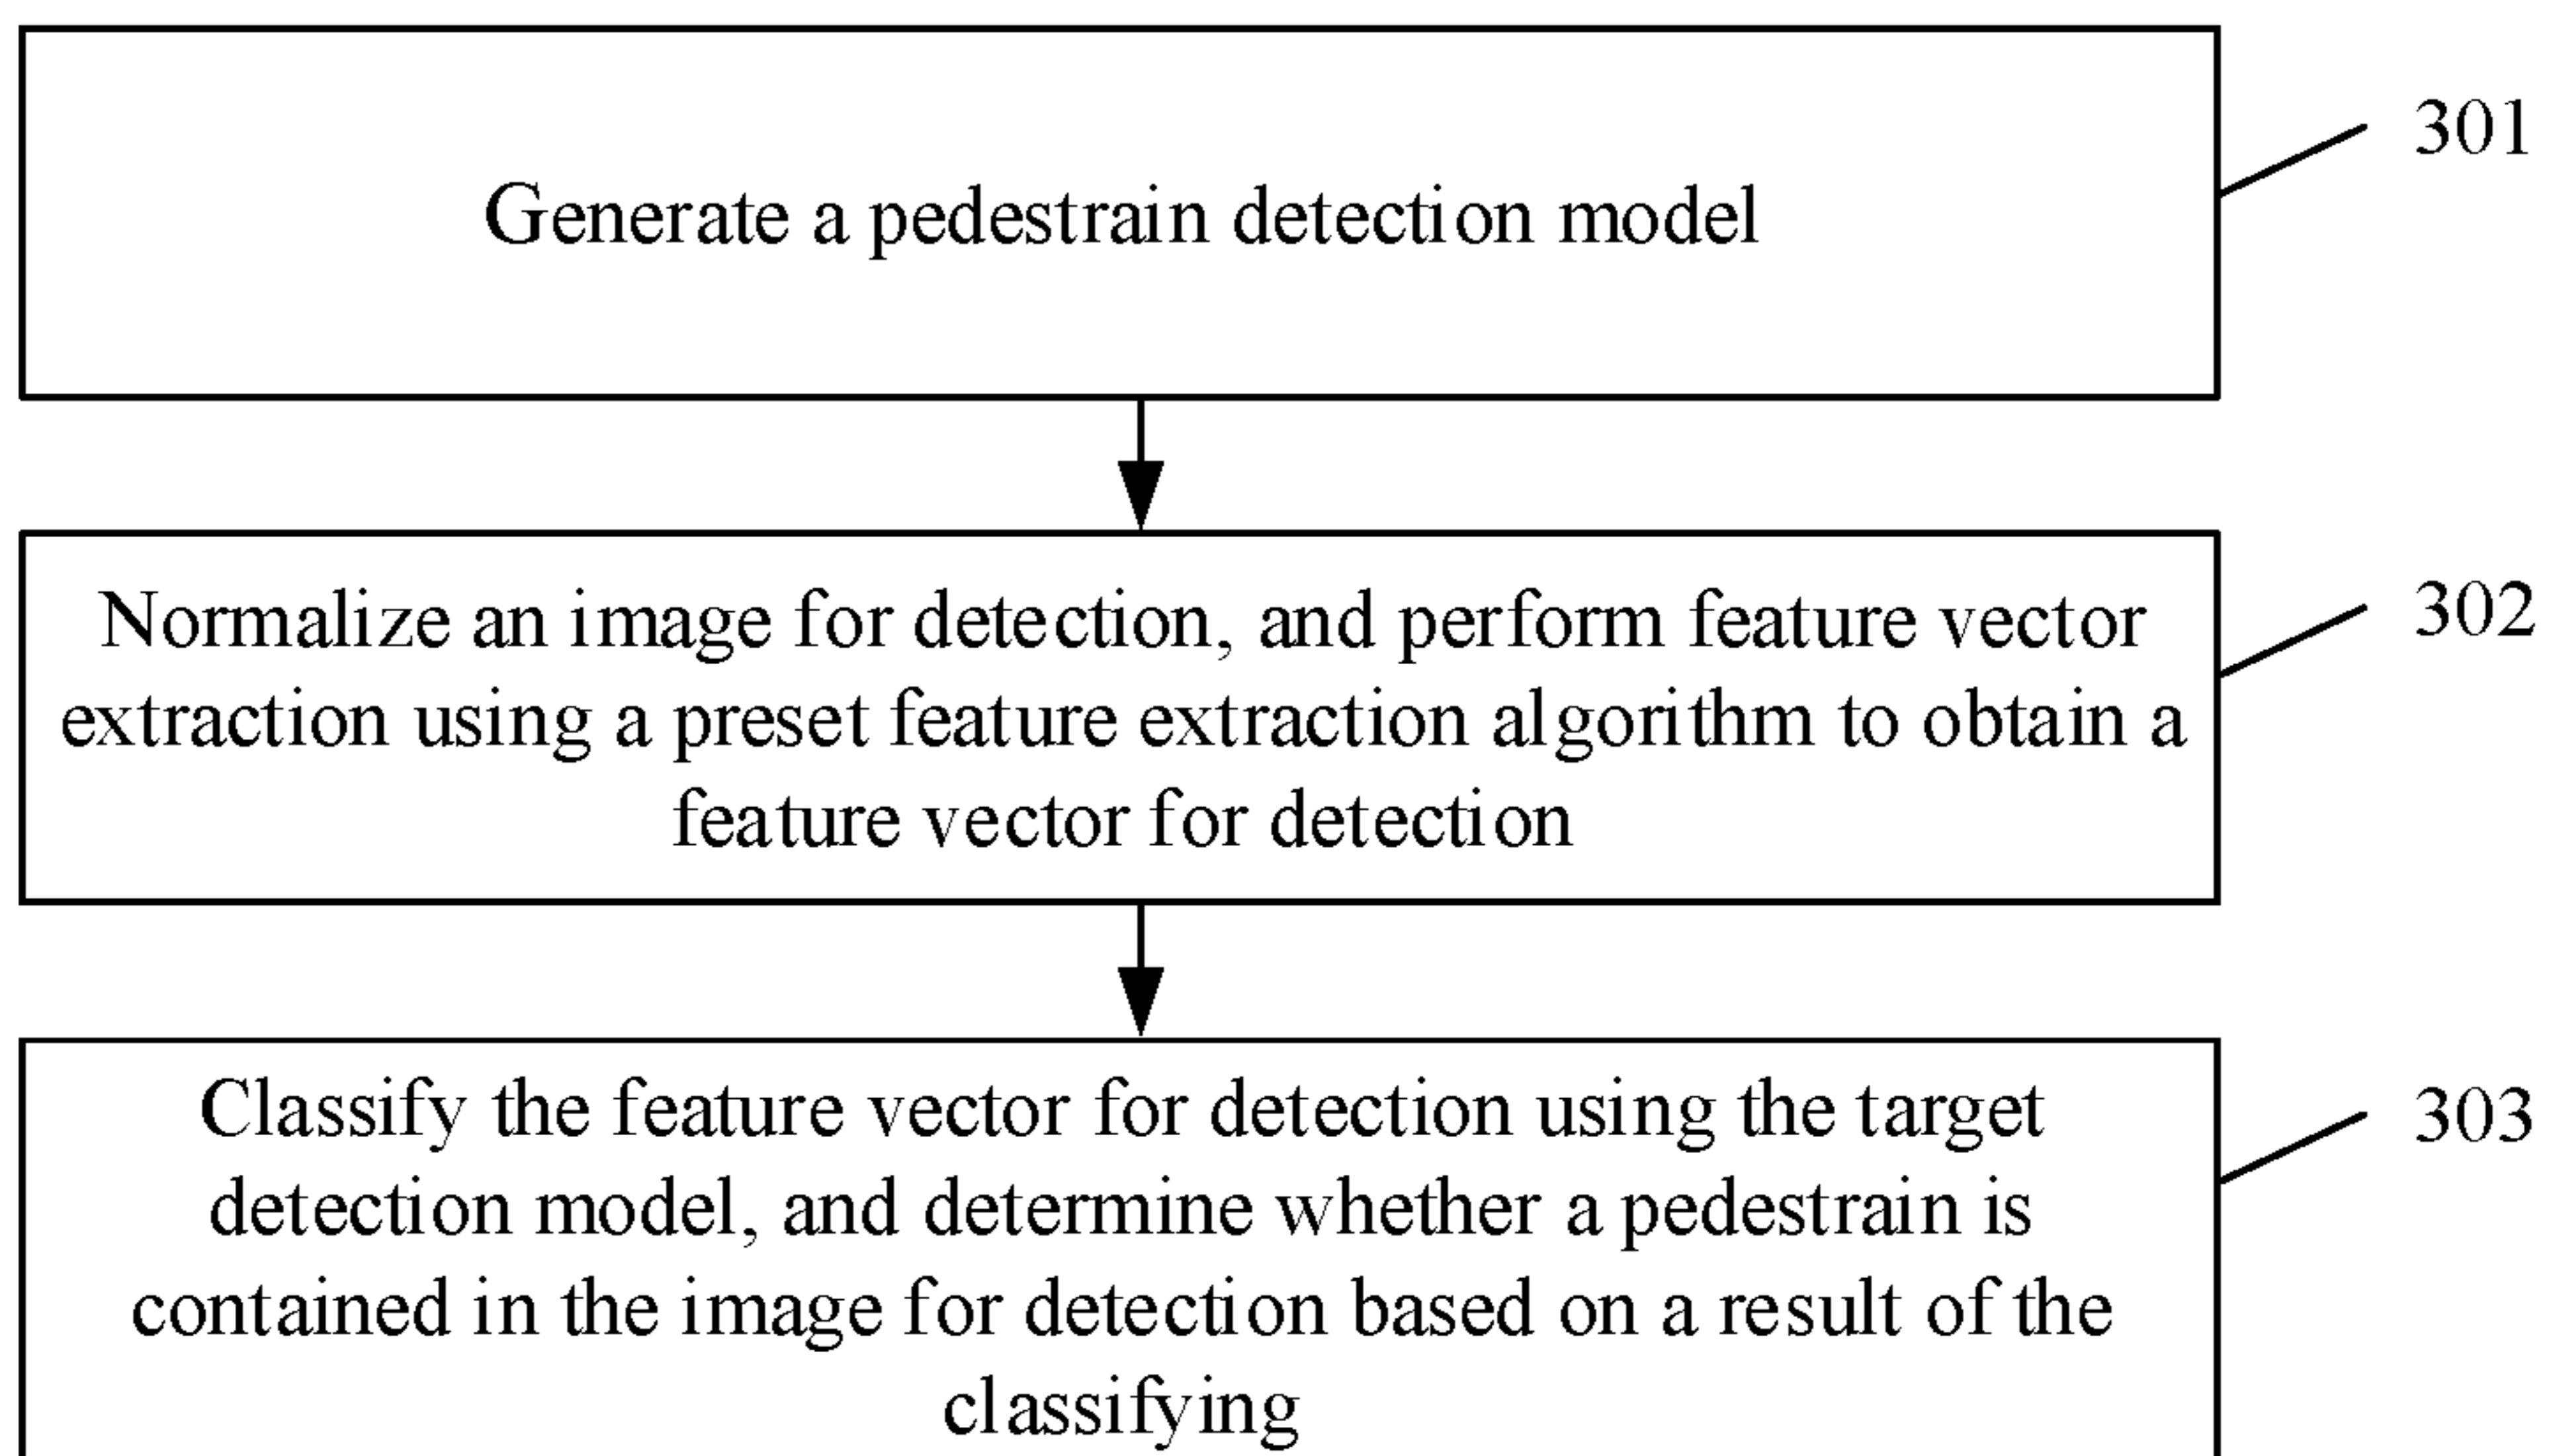 Generate a pedestrain detection model
301
Normalize an image for detection, and perform feature vector
extraction using a preset feature extraction algorithm to obtain a
feature vector for detection
302
Classify the feature vector for detection using the target
detection model, and determine whether a pedestrain is
contained in the image for detection based on a result of the
classifying
303